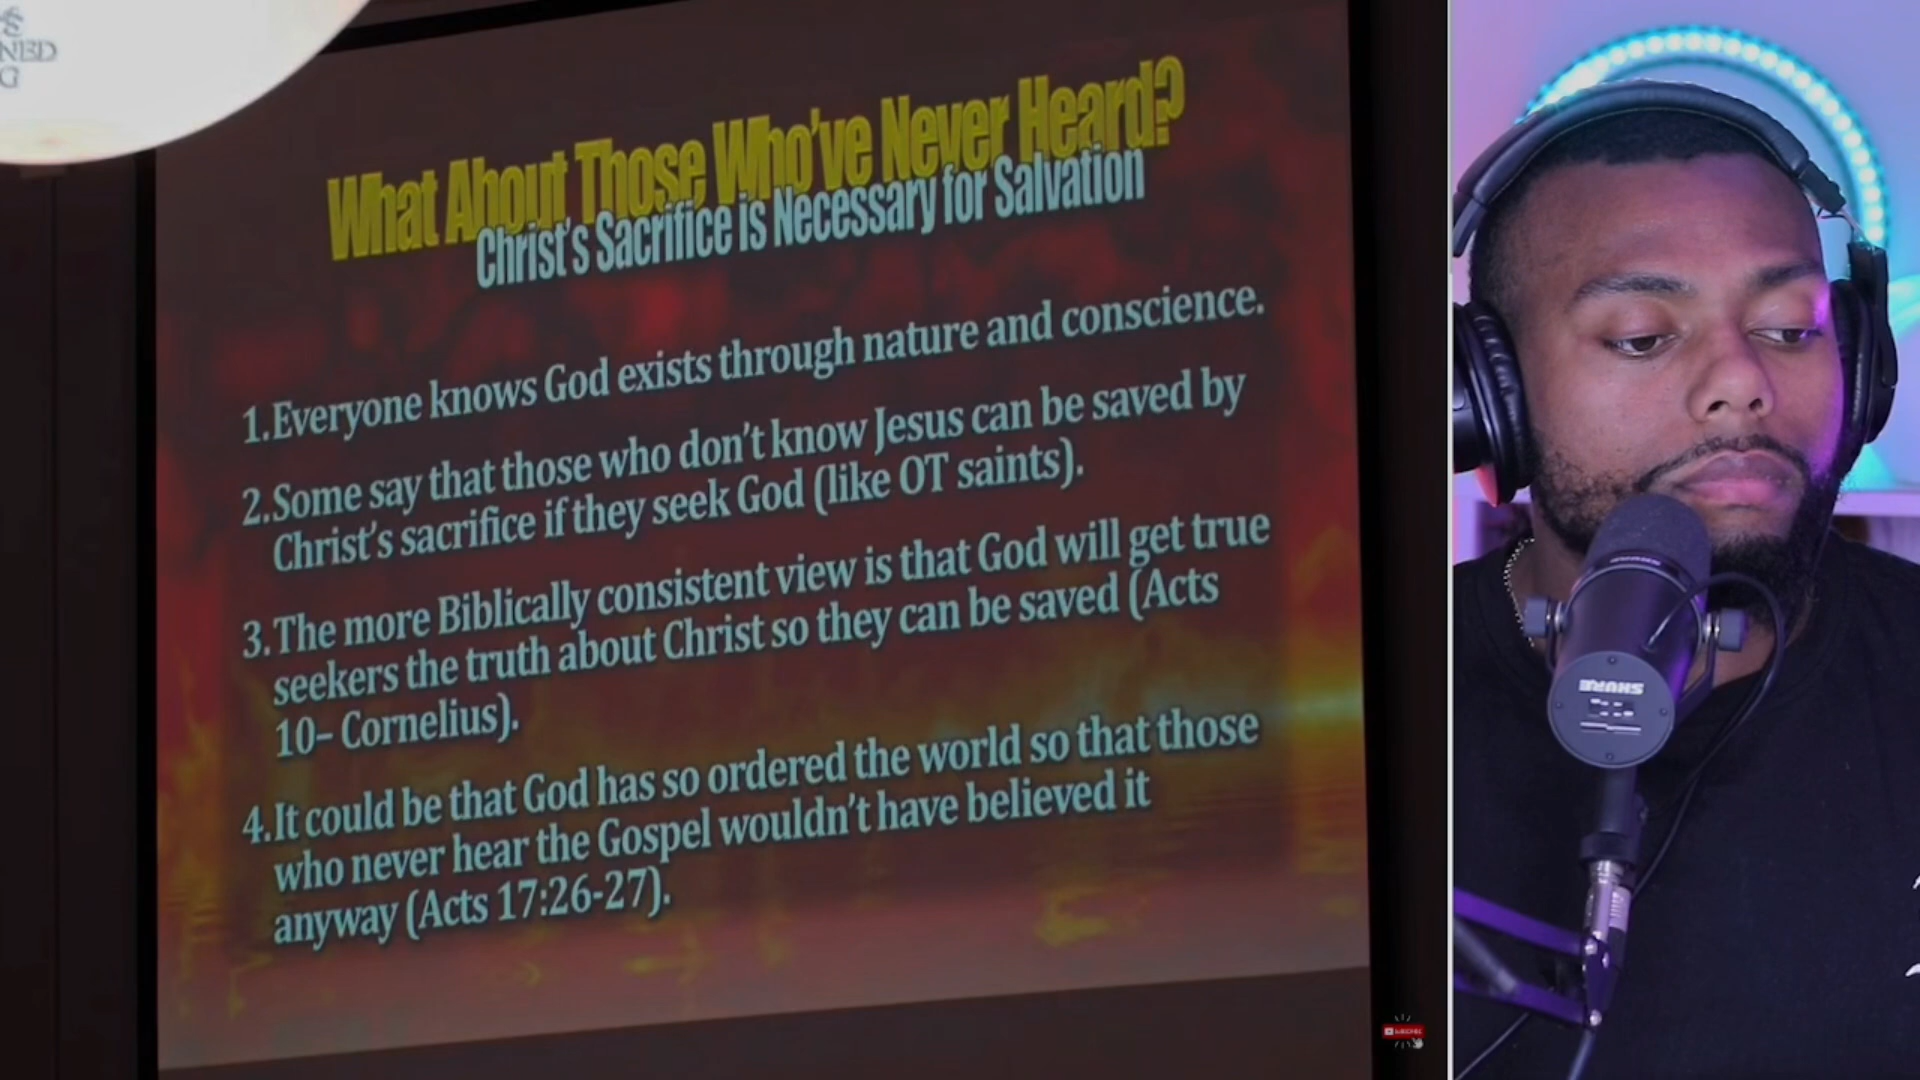 NED
G
What About Those Who've Never Heard?
Christ's Sacrifice is Necessary for Salvation
1. Everyone knows God exists through nature and conscience.
2. Some say that those who don't know Jesus can be saved by
Christ's sacrifice if they seek God (like OT saints).
3. The more Biblically consistent view is that God will get true
seekers the truth about Christ so they can be saved (Acts
10– Cornelius).
4. It could be that God has so ordered the world so that those
who never hear the Gospel wouldn't have believed it
anyway (Acts 17:26-27).
SUBSCRIBE
SHURE